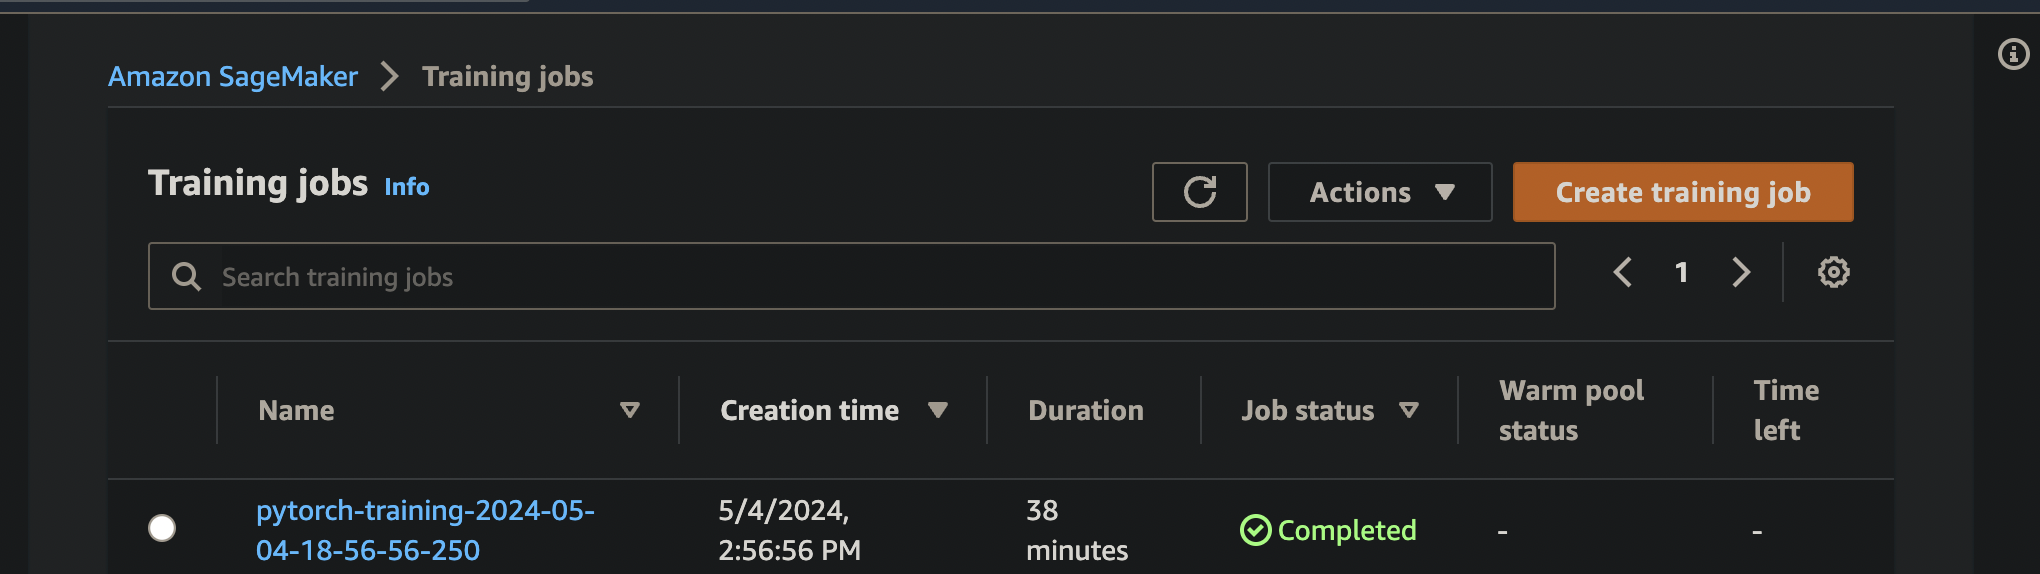 Amazon SageMaker > Training jobs
Training jobs Info
Actions
Create training job
Search training jobs
1
Name
Creation time
Duration
Job status
Warm pool
status
Time
left
pytorch-training-2024-05-
04-18-56-56-250
5/4/2024,
2:56:56 PM
38
minutes
Completed
-
-